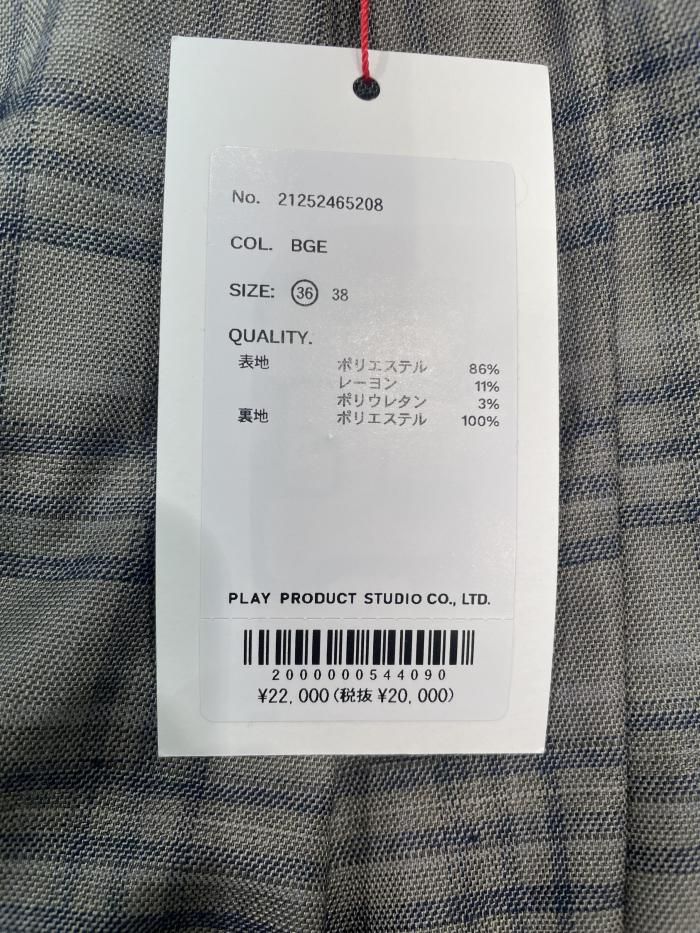 No. 21252465208
COL. BGE
SIZE: 36 38
QUALITY.
表地 ポリエステル 86%
レーヨン 11%
ポリウレタン 3%
裏地 ポリエステル 100%
PLAY PRODUCT STUDIO CO., LTD.
2000000544090
¥22,000(税抜 ¥20,000)